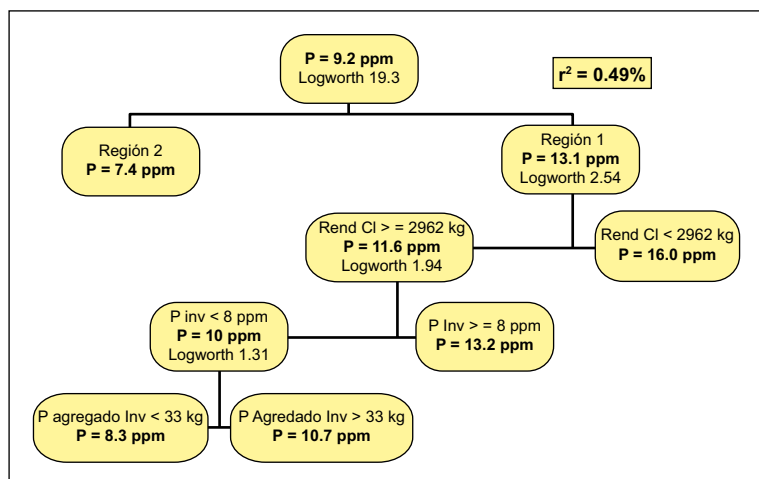 P = 9.2 ppm
Logworth 19.3
r² = 0.49%
Región 2
P = 7.4 ppm
Región 1
P = 13.1 ppm
Logworth 2.54
Rend Cl > = 2962 kg
P = 11.6 ppm
Logworth 1.94
Rend Cl < 2962 kg
P = 16.0 ppm
P inv < 8 ppm
P = 10 ppm
Logworth 1.31
P Inv > = 8 ppm
P = 13.2 ppm
P agregado Inv < 33 kg
P = 8.3 ppm
P Agredado Inv > 33 kg
P = 10.7 ppm